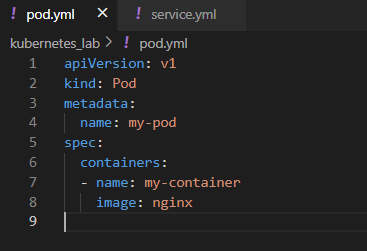 ! pod.yml × ! service.yml
kubernetes_lab > ! pod.yml
1 apiVersion: v1
2 kind: Pod
3 metadata:
4   name: my-pod
5 spec:
6   containers:
7   - name: my-container
8     image: nginx
9